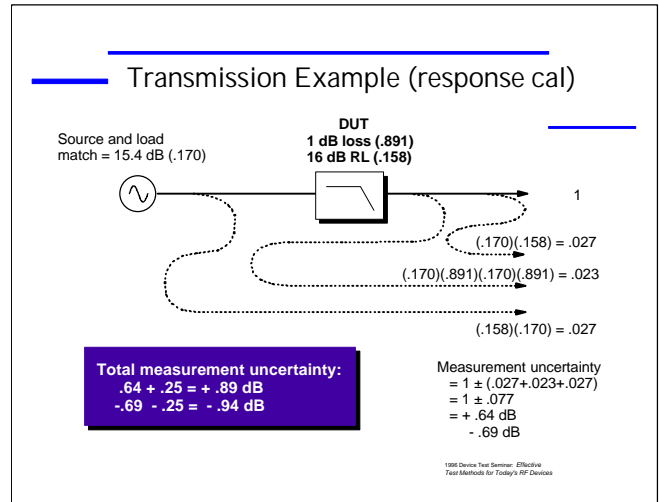 Transmission Example (response cal)
Source and load
match = 15.4 dB (.170)
DUT
1 dB loss (.891)
16 dB RL (.158)
1
(.170)(.158) = .027
(.170)(.891)(.170)(.891) = .023
(.158)(.170) = .027
Total measurement uncertainty:
.64 + .25 = + .89 dB
-.69 - .25 = - .94 dB
Measurement uncertainty
= 1 ± (.027+.023+.027)
= 1 ± .077
= + .64 dB
- .69 dB
1996 Device Test Seminar: Effective
Test Methods for Today's RF Devices